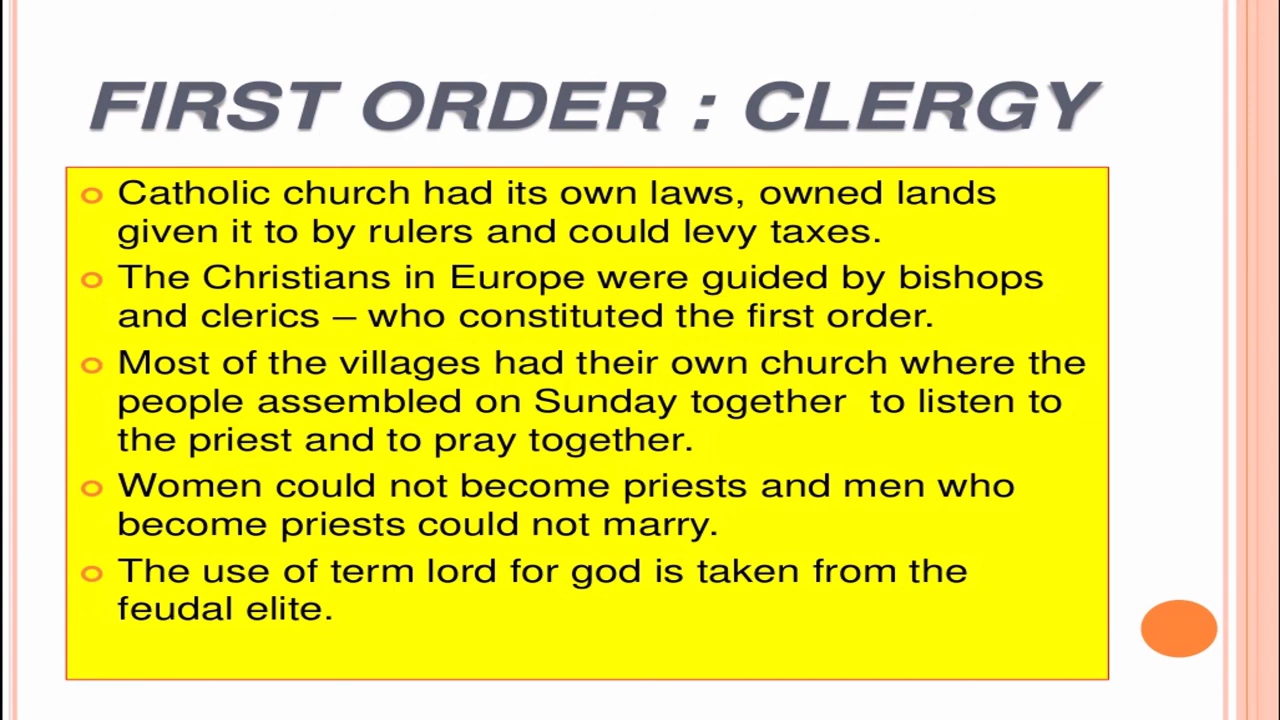 FIRST ORDER : CLERGY
Catholic church had its own laws, owned lands
given it to by rulers and could levy taxes.
The Christians in Europe were guided by bishops
and clerics – who constituted the first order.
Most of the villages had their own church where the
people assembled on Sunday together  to listen to
the priest and to pray together.
Women could not become priests and men who
become priests could not marry.
The use of term lord for god is taken from the
feudal elite.